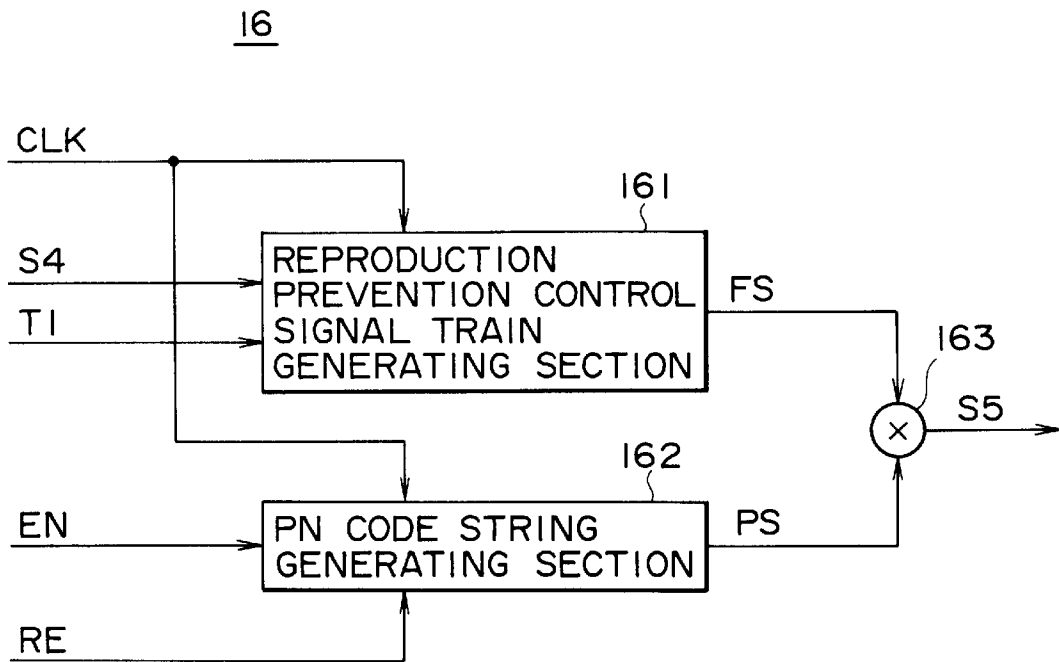 16
CLK
161
S4
REPRODUCTION
PREVENTION CONTROL
SIGNAL TRAIN
GENERATING SECTION
T1
FS
163
S5
162
EN
PN CODE STRING
GENERATING SECTION
PS
RE